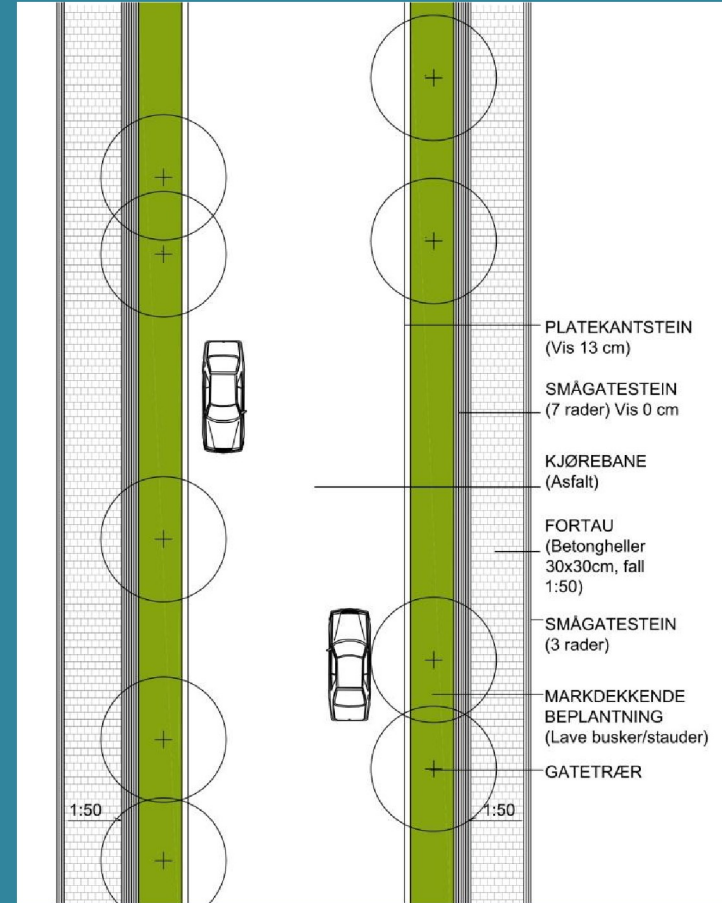 PLATEKANTSTEIN
(Vis 13 cm)
SMÅGATESTEIN
(7 rader) Vis 0 cm
KJØREBANE
(Asfalt)
FORTAU
(Betongheller
30x30cm, fall
1:50)
SMÅGATESTEIN
(3 rader)
MARKDEKKENDE
BEPLANTNING
(Lave busker/stauder)
GATETRÆR
1:50
1:50